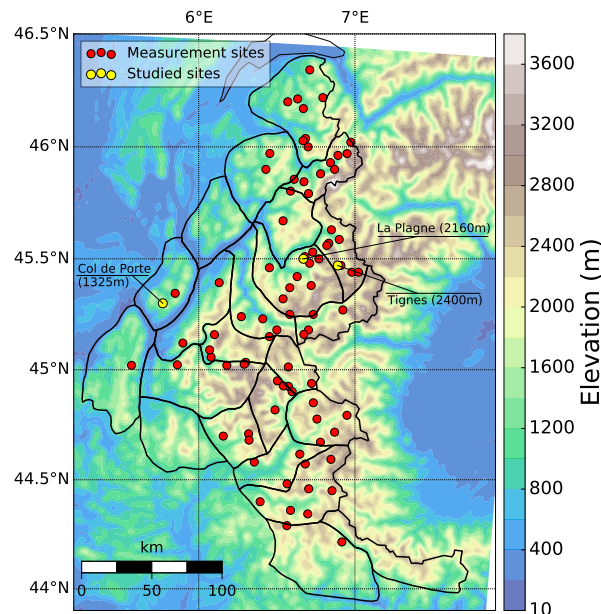 6°E 7°E
46.5°N
46°N
45.5°N
45°N
44.5°N
44°N
Measurement sites
Studied sites
La Plagne (2160m)
Col de Porte
(1325m)
Tignes (2400m)
km
0 50 100
3600
3200
2800
2400
2000
1600
1200
800
400
10
Elevation (m)